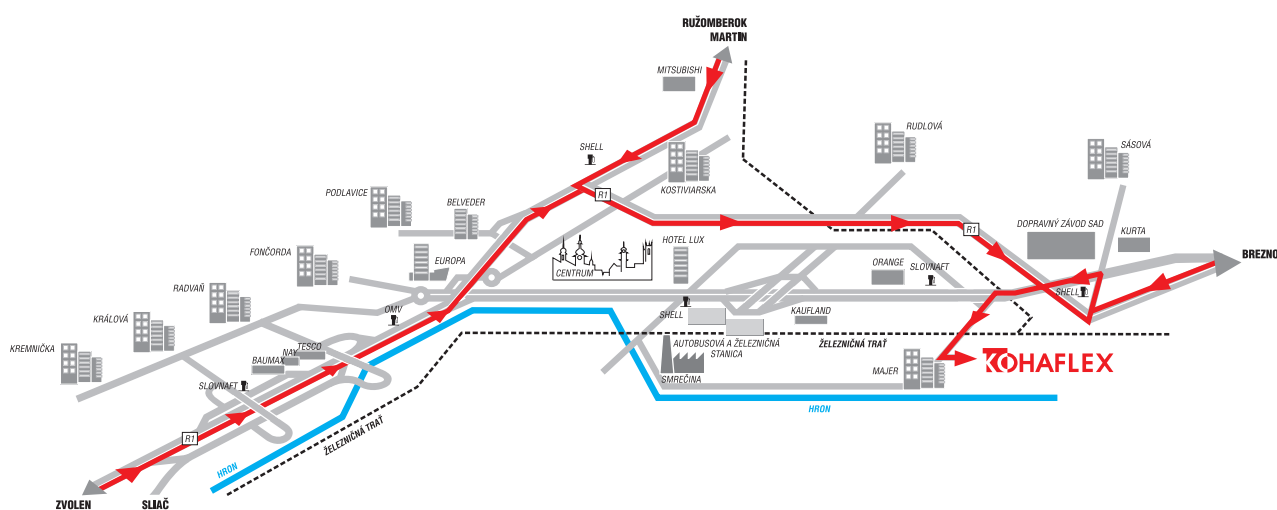 RUŽOMBEROK
MARTIN
MITSUBISHI
RUDLOVÁ
SÁSOVÁ
SHELL
KOSTIVIARSKA
PODLAVICE
BELVEDER
R1
R1
DOPRAVNÝ ZÁVOD SAD
KURTA
HOTEL LUX
FONČORDA
EUROPA
CENTRUM
ORANGE
SLOVNAFT
BREZNO
RADVAŇ
SHELL
OMV
SHELL
KAUFLAND
KRÁLOVÁ
KREMNIČKA
TESCO
NAY
BAUMAX
AUTOBUSOVÁ A ŽELEZNIČNÁ
STANICA
ŽELEZNIČNÁ TRAŤ
KOHAFLEX
MAJER
SMREČINA
SLOVNAFT
HRON
R1
ŽELEZNIČNÁ TRAŤ
HRON
ZVOLEN
SLIAČ